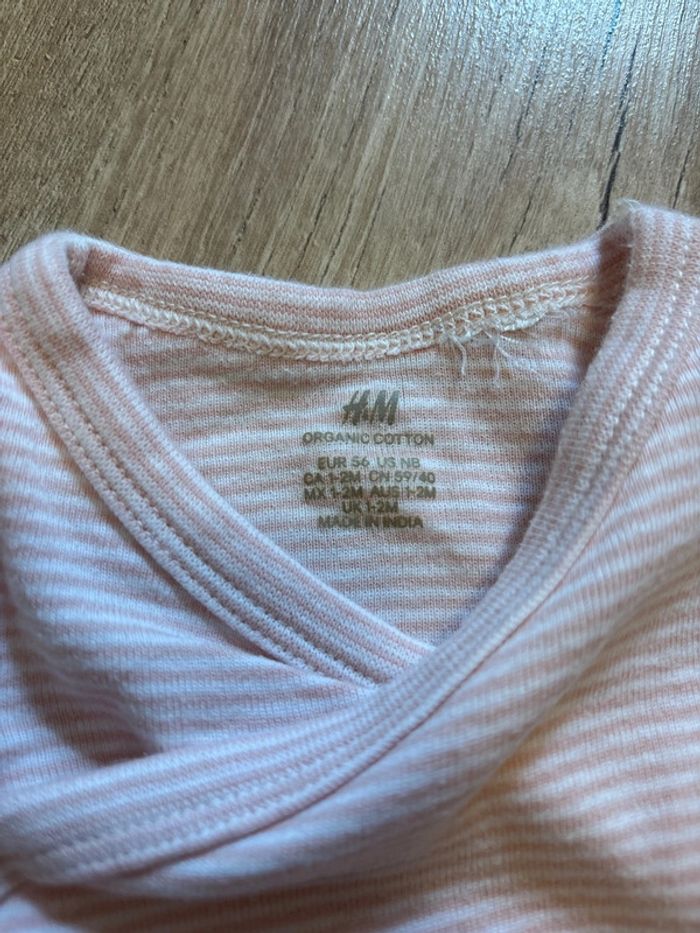 H&M
ORGANIC COTTON
EUR 56 US NB
CA 1-2M CN 59/40
MX 1-2M AUS 1-2M
UK 1-2M
MADE IN INDIA